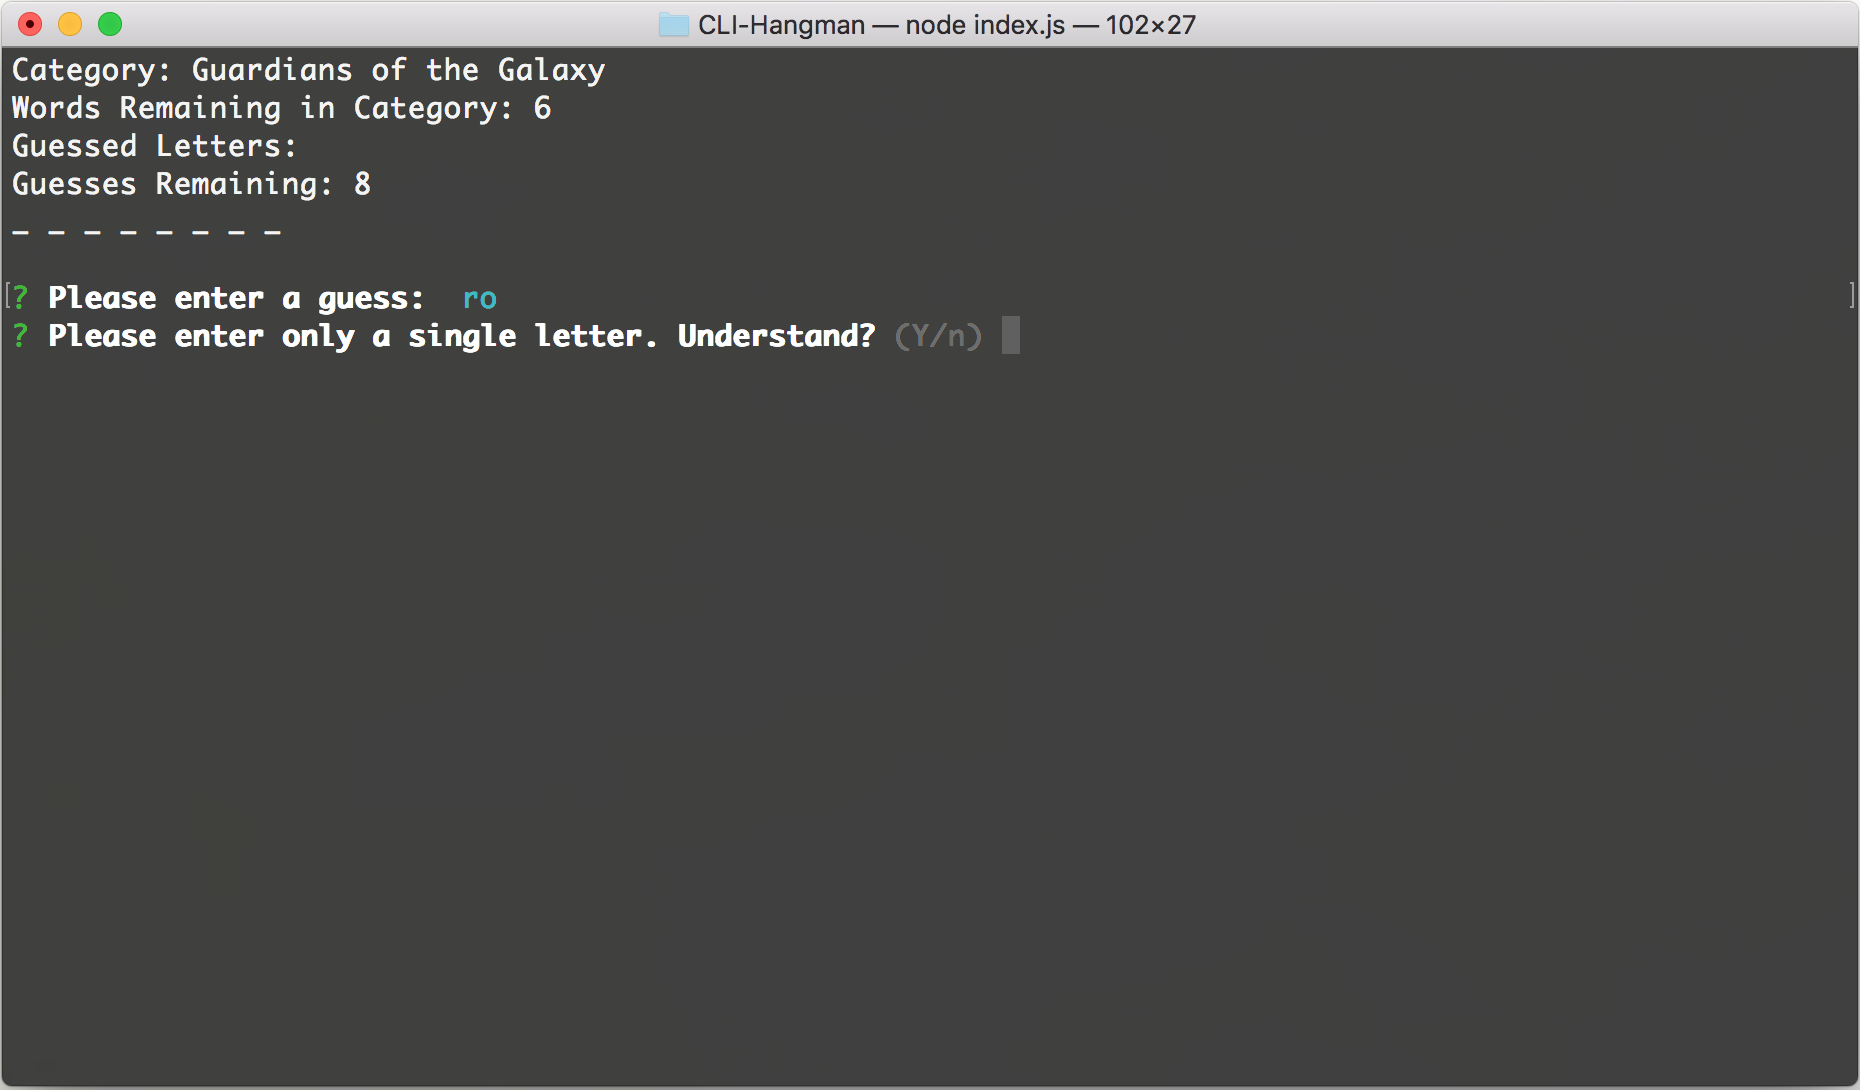 CLI-Hangman — node index.js — 102×27
Category: Guardians of the Galaxy
Words Remaining in Category: 6
Guessed Letters:
Guesses Remaining: 8
_ _ _ _ _ _ _ _
[? Please enter a guess:  ro ]
? Please enter only a single letter. Understand? (Y/n)